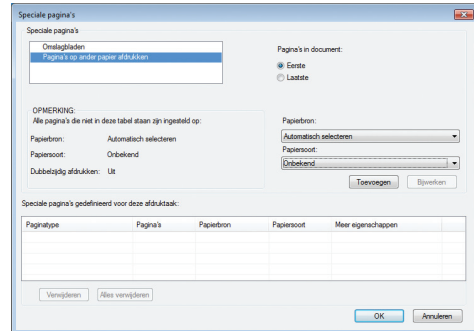 Speciale pagina's
Speciale pagina's
Omslagbladen
Pagina's op ander papier afdrukken
Pagina's in document:
Eerste
Laatste
OPMERKING:
Alle pagina's die niet in deze tabel staan zijn ingesteld op:
Papierbron: Automatisch selecteren
Papiersoort: Onbekend
Dubbelzijdig afdrukken: Uit
Papierbron:
Automatisch selecteren
Papiersoort:
Onbekend
Toevoegen Bijwerken
Speciale pagina's gedefinieerd voor deze afdruktaak:
Paginatype Pagina's Papierbron Papiersoort Meer eigenschappen
Verwijderen Alles verwijderen
OK Annuleren